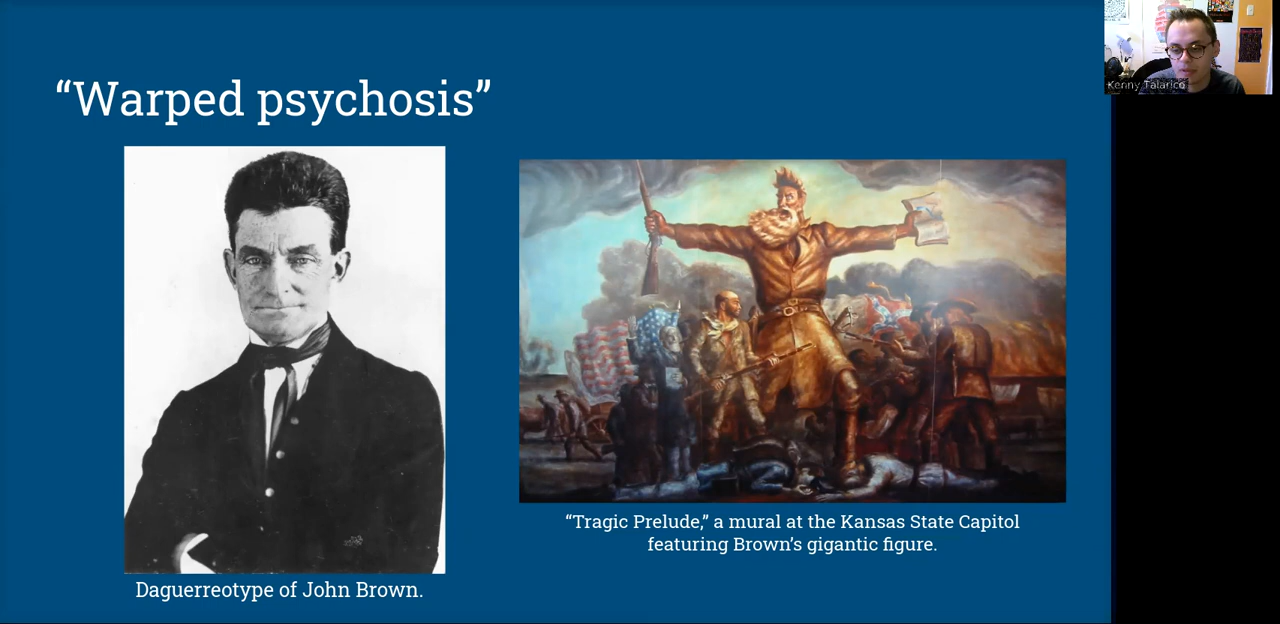 “Warped psychosis”
Kenny Talarico
“Tragic Prelude,” a mural at the Kansas State Capitol
featuring Brown’s gigantic figure.
Daguerreotype of John Brown.